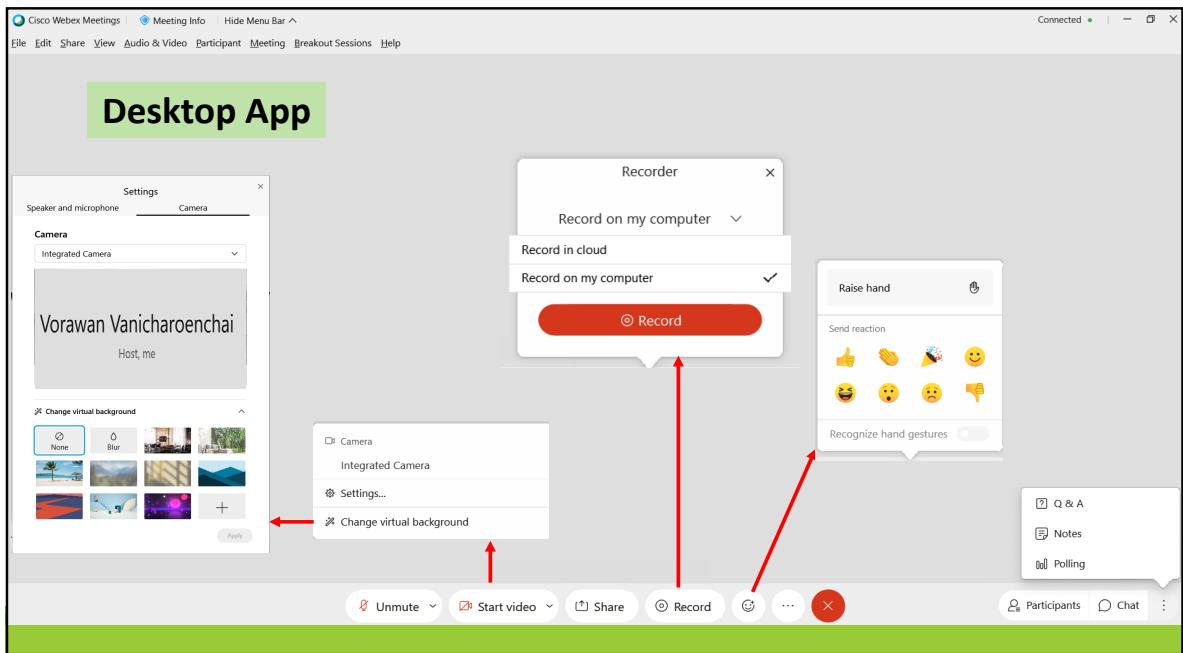 Cisco Webex Meetings Meeting Info Hide Menu Bar
Connected
File Edit Share View Audio & Video Participant Meeting Breakout Sessions Help
Desktop App
Settings
Speaker and microphone Camera
Camera
Integrated Camera
Vorawan Vanicharoenchai
Host, me
Change virtual background
None Blur
Apply
Camera
Integrated Camera
Settings...
Change virtual background
Recorder
Record on my computer
Record in cloud
Record on my computer
Record
Raise hand
Send reaction
Recognize hand gestures
Q & A
Notes
Polling
Unmute Start video Share Record Participants Chat